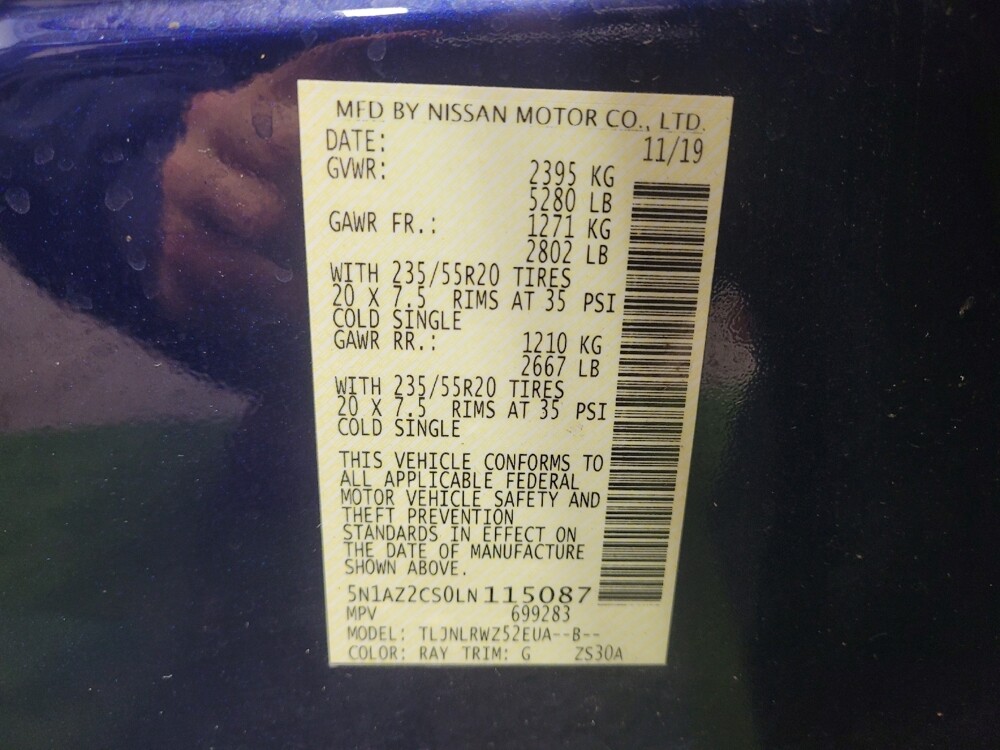 MFD BY NISSAN MOTOR CO., LTD.
DATE: 11/19
GVWR: 2395 KG
5280 LB
GAWR FR.: 1271 KG
2802 LB
WITH 235/55R20 TIRES
20 X 7.5 RIMS AT 35 PSI
COLD SINGLE
GAWR RR.: 1210 KG
2667 LB
WITH 235/55R20 TIRES
20 X 7.5 RIMS AT 35 PSI
COLD SINGLE
THIS VEHICLE CONFORMS TO
ALL APPLICABLE FEDERAL
MOTOR VEHICLE SAFETY AND
THEFT PREVENTION
STANDARDS IN EFFECT ON
THE DATE OF MANUFACTURE
SHOWN ABOVE.
5N1AZ2CS0LN115087
MPV 699283
MODEL: TLJNLRWZ52EUA--B--
COLOR: RAY TRIM: G ZS30A